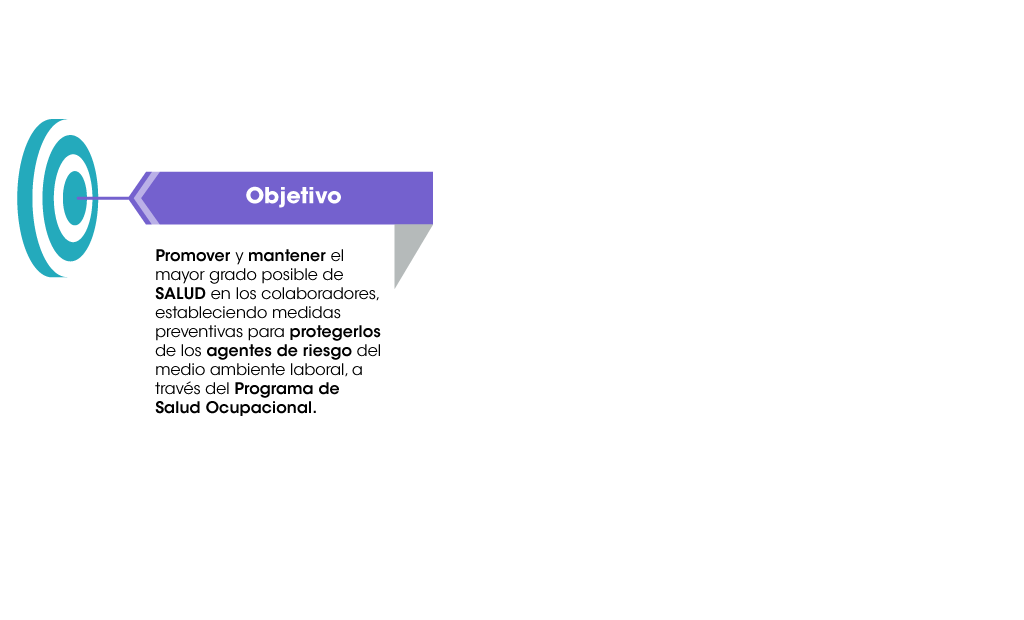 Objetivo
Promover y mantener el
mayor grado posible de
SALUD en los colaboradores,
estableciendo medidas
preventivas para protegerlos
de los agentes de riesgo del
medio ambiente laboral, a
través del Programa de
Salud Ocupacional.